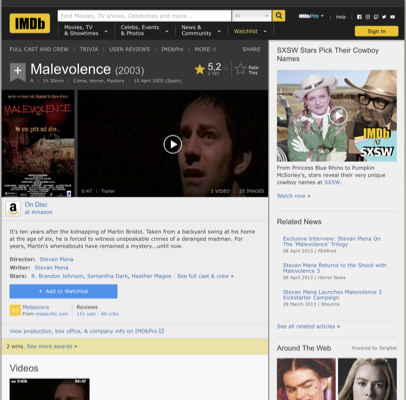 IMDb
Find Movies, TV shows, Celebrities and more...
All
IMDbPro
Help
Movies, TV & Showtimes
Celebs, Events & Photos
News & Community
Watchlist
Sign in
FULL CAST AND CREW | TRIVIA | USER REVIEWS | IMDbPro | MORE
SHARE
Malevolence (2003)
5,2
2.767
Rate This
R | 1h 30min | Crime, Horror, Mystery | 15 April 2005 (Spain)
MALEVOLENCE
0:47 | Trailer
1 VIDEO
25 IMAGES
On Disc
at Amazon
It's ten years after the kidnapping of Martin Bristol. Taken from a backyard swing at his home
at the age of six, he is forced to witness unspeakable crimes of a deranged madman. For
years, Martin's whereabouts have remained a mystery...until now.
Director: Stevan Mena
Writer: Stevan Mena
Stars: R. Brandon Johnson, Samantha Dark, Heather Magee | See full cast & crew »
+ Add to Watchlist
Metascore
From metacritic.com
Reviews
111 user | 60 critic
View production, box office, & company info on IMDbPro
2 wins. See more awards »
Videos
SXSW Stars Pick Their Cowboy
Names
IMDb
AT
SXSW
From Princess Blue Rhino to Pumpkin
McSorley's, stars reveal their very unique
cowboy names at SXSW.
Watch now »
Related News
Exclusive Interview: Stevan Mena On
The 'Malevolence' Trilogy
08 April 2013 | FEARnet
Stevan Mena Returns to the Shock with
Malevolence 3
06 April 2013 | Horror News
Stevan Mena Launches Malevolence 3
Kickstarter Campaign
28 March 2013 | Shockta
See all related articles »
Around The Web
Powered by ZergNet